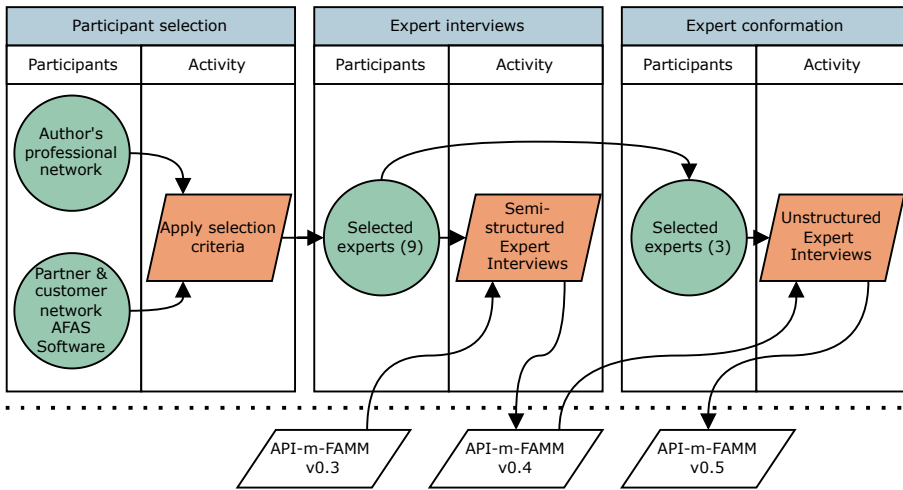 Participant selection
Participants
Activity
Author's
professional
network
Partner &
customer
network
AFAS
Software
Apply selection
criteria
Expert interviews
Participants
Activity
Selected
experts (9)
Semi-
structured
Expert
Interviews
Expert conformation
Participants
Activity
Selected
experts (3)
Unstructured
Expert
Interviews
API-m-FAMM
v0.3
API-m-FAMM
v0.4
API-m-FAMM
v0.5